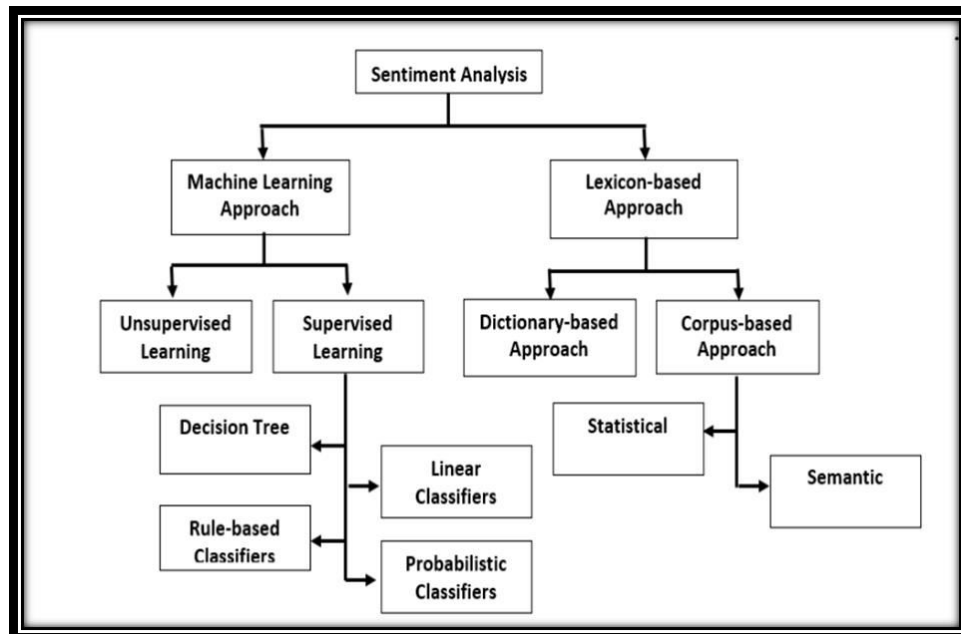 Sentiment Analysis
Machine Learning
Approach
Lexicon-based
Approach
Unsupervised
Learning
Supervised
Learning
Dictionary-based
Approach
Corpus-based
Approach
Decision Tree
Statistical
Linear
Classifiers
Semantic
Rule-based
Classifiers
Probabilistic
Classifiers